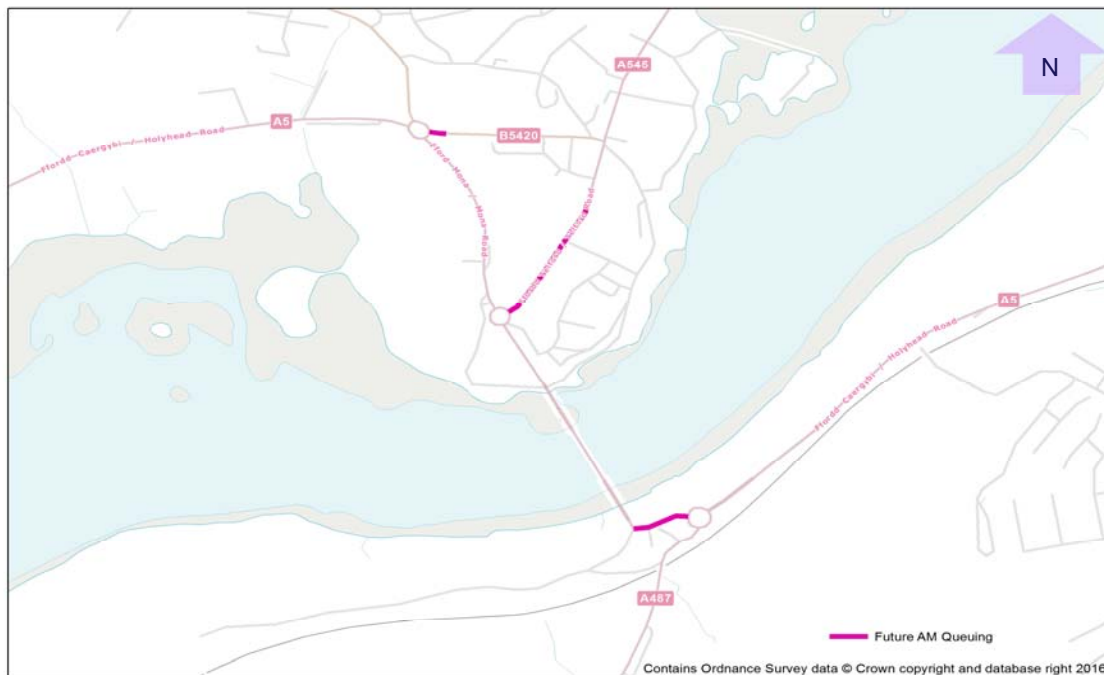 N
A545
A5
B5420
Ffordd Caergybi / Holyhead Road
Ffordd Mona / Mona Road
Road
A5
Ffordd Caergybi / Holyhead Road
A487
Future AM Queuing
Contains Ordnance Survey data © Crown copyright and database right 2016